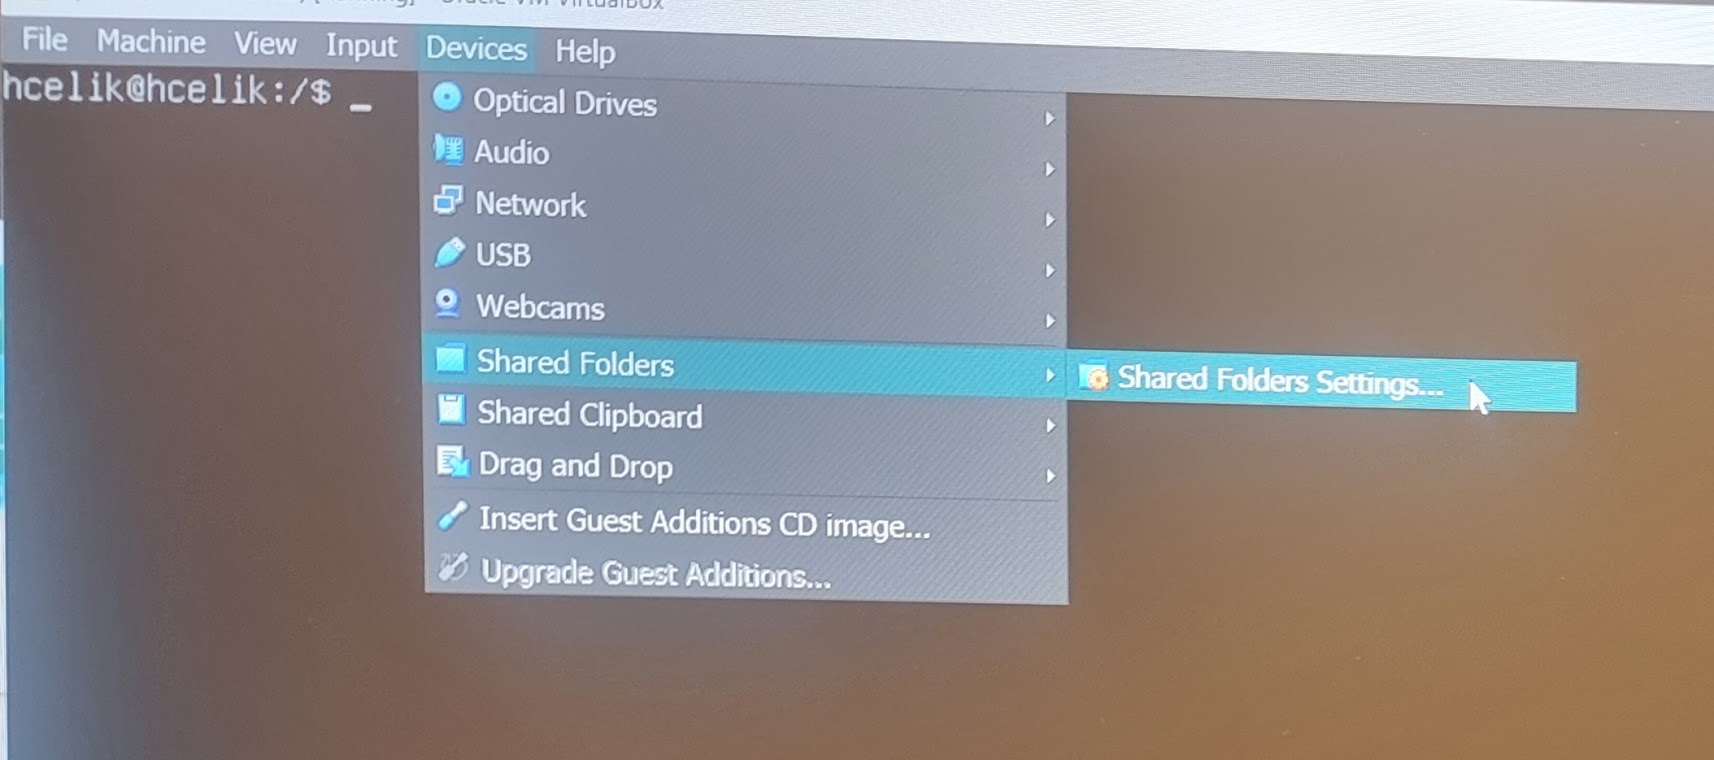 Oracle VM VirtualBox
File Machine View Input Devices Help
hcelik@hcelik:/$ _
Optical Drives
Audio
Network
USB
Webcams
Shared Folders
Shared Folders Settings...
Shared Clipboard
Drag and Drop
Insert Guest Additions CD image...
Upgrade Guest Additions...